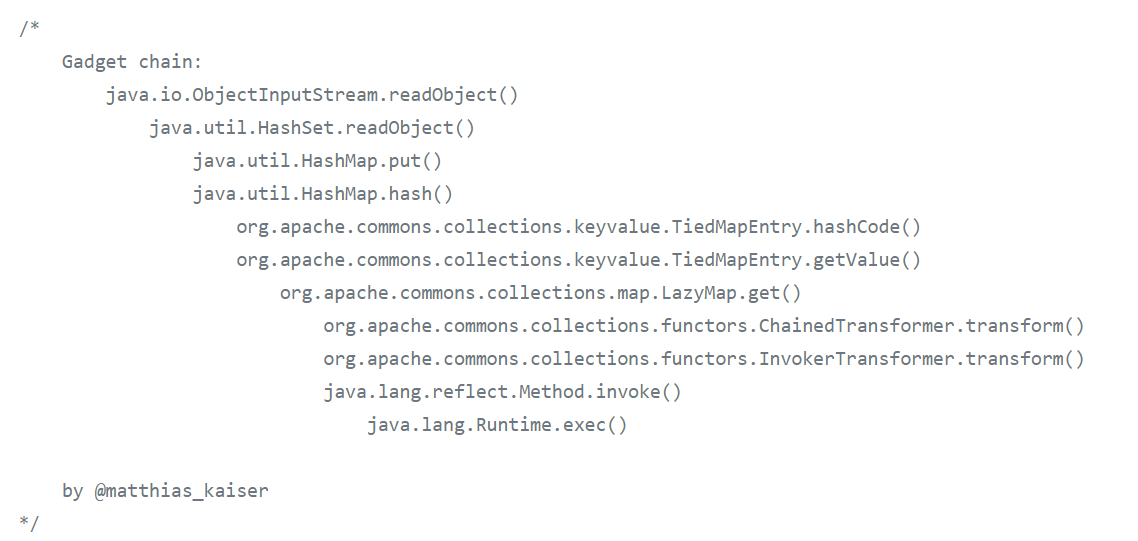 /*
    Gadget chain:
        java.io.ObjectInputStream.readObject()
            java.util.HashSet.readObject()
                java.util.HashMap.put()
                java.util.HashMap.hash()
                    org.apache.commons.collections.keyvalue.TiedMapEntry.hashCode()
                    org.apache.commons.collections.keyvalue.TiedMapEntry.getValue()
                        org.apache.commons.collections.map.LazyMap.get()
                            org.apache.commons.collections.functors.ChainedTransformer.transform()
                            org.apache.commons.collections.functors.InvokerTransformer.transform()
                            java.lang.reflect.Method.invoke()
                                java.lang.Runtime.exec()

    by @matthias_kaiser
*/